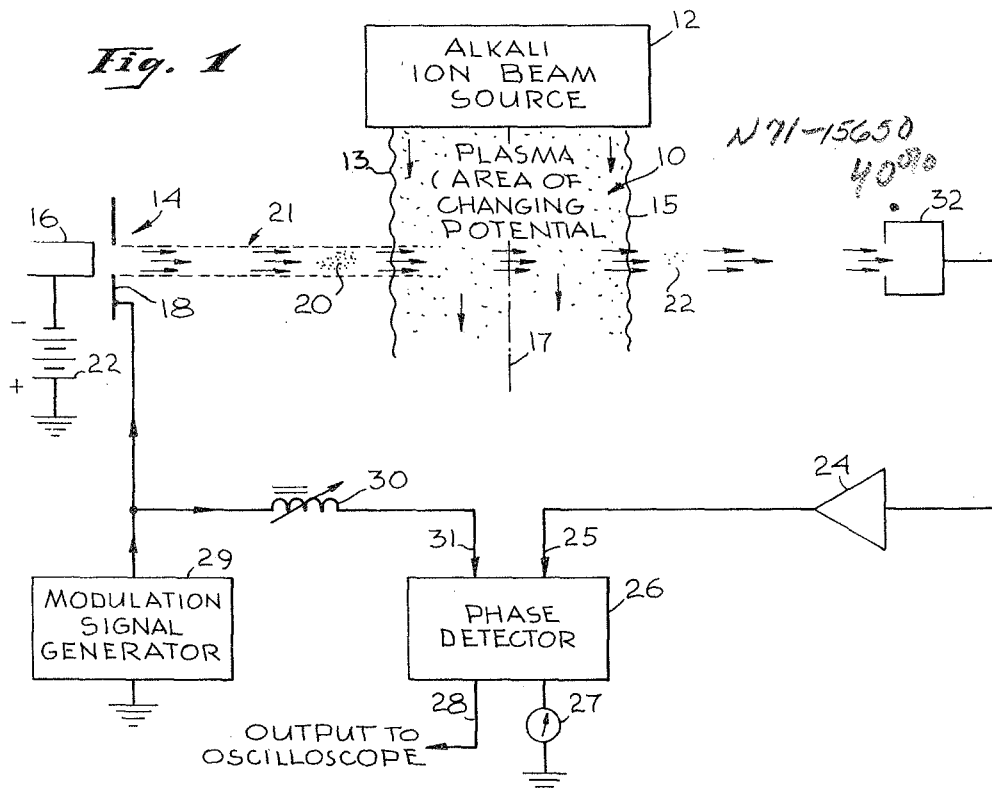 Fig. 1
12
ALKALI
ION BEAM
SOURCE
N71-15650
40
13
PLASMA
(AREA OF
CHANGING
POTENTIAL
10
15
32
16
14
21
20
18
22
17
22
-
+
24
30
31
25
29
MODULATION
SIGNAL
GENERATOR
PHASE
DETECTOR
26
28
27
OUTPUT TO
OSCILLOSCOPE